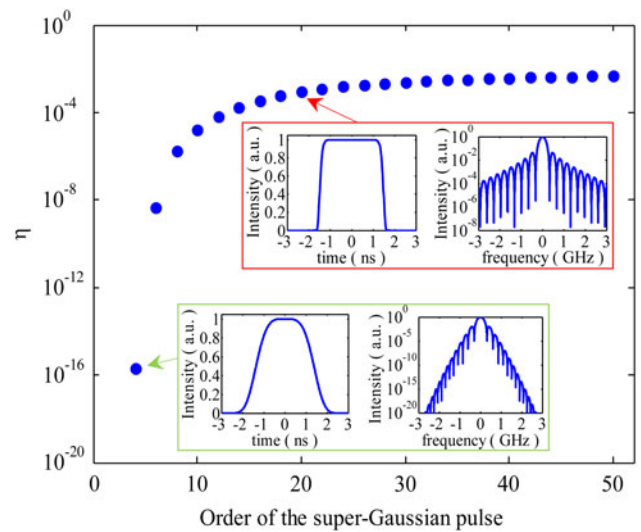 10^0
10^-4
10^-8
10^-12
10^-16
10^-20
η
0 10 20 30 40 50
Order of the super-Gaussian pulse
Intensity ( a.u. )
1
0.8
0.6
0.4
0.2
0
-3 -2 -1 0 1 2 3
time ( ns )
Intensity ( a.u. )
10^0
10^-2
10^-4
10^-6
10^-8
-3 -2 -1 0 1 2 3
frequency ( GHz )
Intensity ( a.u. )
1
0.8
0.6
0.4
0.2
0
-3 -2 -1 0 1 2 3
time ( ns )
Intensity ( a.u. )
10^0
10^-5
10^-10
10^-15
10^-20
-3 -2 -1 0 1 2 3
frequency ( GHz )